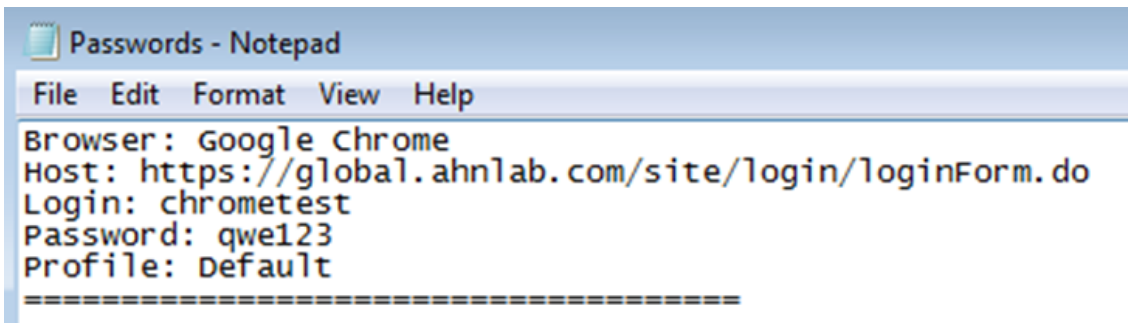 Passwords - Notepad
File Edit Format View Help
Browser: Google Chrome
Host: https://global.ahnlab.com/site/login/loginForm.do
Login: chrometest
Password: qwe123
Profile: Default
=====================================